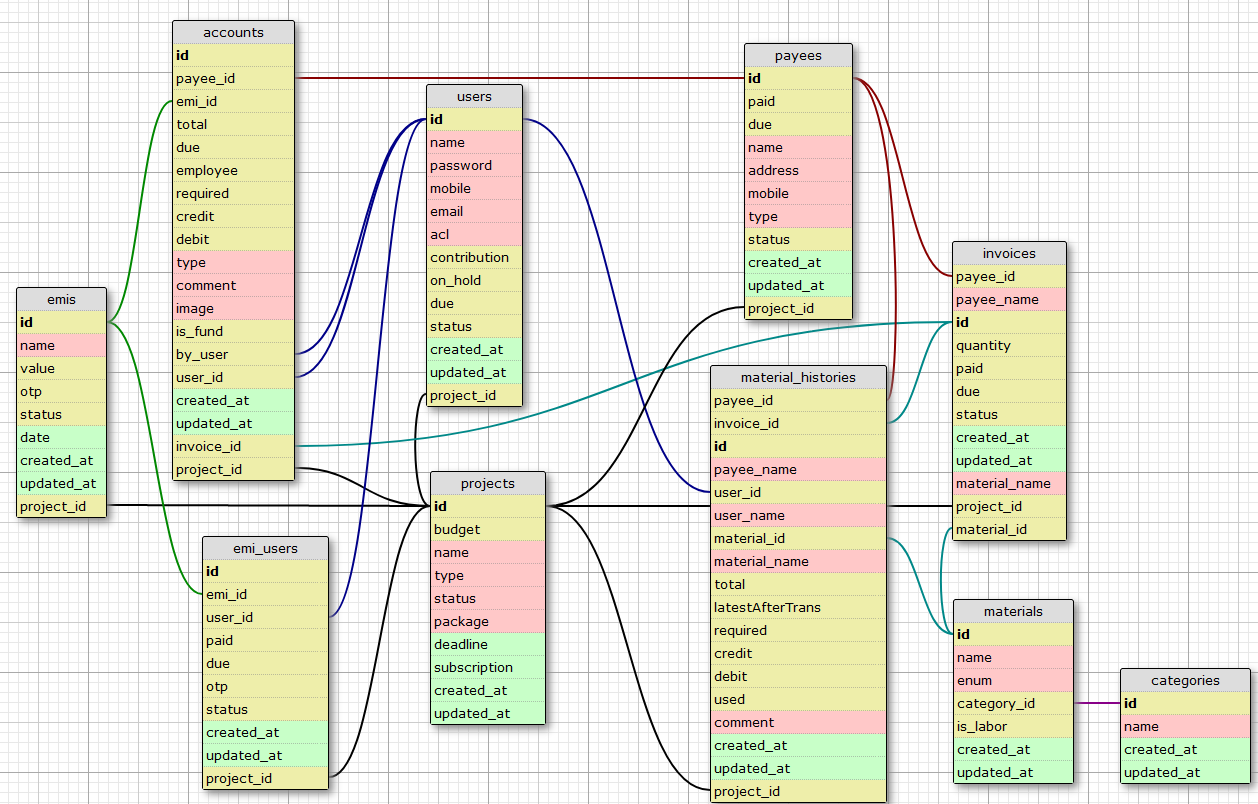 accounts
id
payee_id
emi_id
total
due
employee
required
credit
debit
type
comment
image
is_fund
by_user
user_id
created_at
updated_at
invoice_id
project_id
users
id
name
password
mobile
email
acl
contribution
on_hold
due
status
created_at
updated_at
project_id
payees
id
paid
due
name
address
mobile
type
status
created_at
updated_at
project_id
invoices
payee_id
payee_name
id
quantity
paid
due
status
created_at
updated_at
material_name
project_id
material_id
emis
id
name
value
otp
status
date
created_at
updated_at
project_id
material_histories
payee_id
invoice_id
id
payee_name
user_id
user_name
material_id
material_name
total
latestAfterTrans
required
credit
debit
used
comment
created_at
updated_at
project_id
projects
id
budget
name
type
status
package
deadline
subscription
created_at
updated_at
emi_users
id
emi_id
user_id
paid
due
otp
status
created_at
updated_at
project_id
materials
id
name
enum
category_id
is_labor
created_at
updated_at
categories
id
name
created_at
updated_at